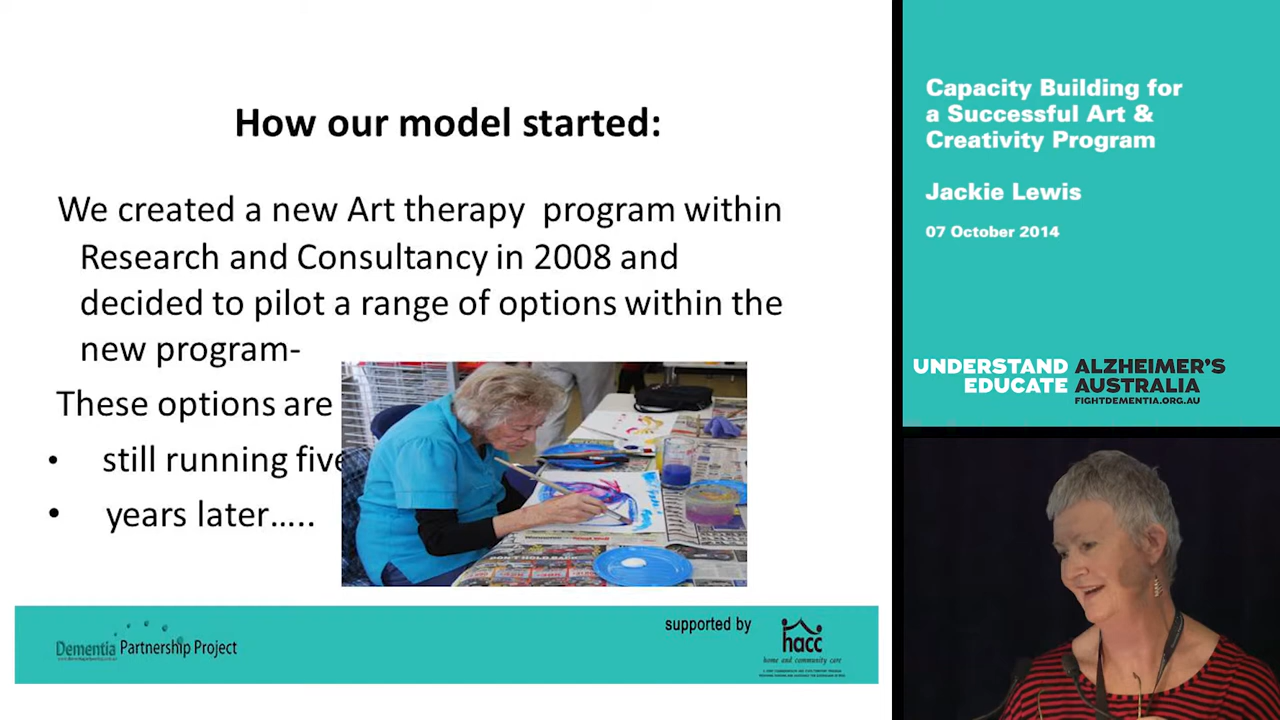 How our model started:
We created a new Art therapy program within
Research and Consultancy in 2008 and
decided to pilot a range of options within the
new program-
These options are
• still running five
• years later…..
Dementia Partnership Project
supported by
hacc
home and community care
Capacity Building for
a Successful Art &
Creativity Program
Jackie Lewis
07 October 2014
UNDERSTAND ALZHEIMER'S
EDUCATE AUSTRALIA
FIGHTDEMENTIA.ORG.AU